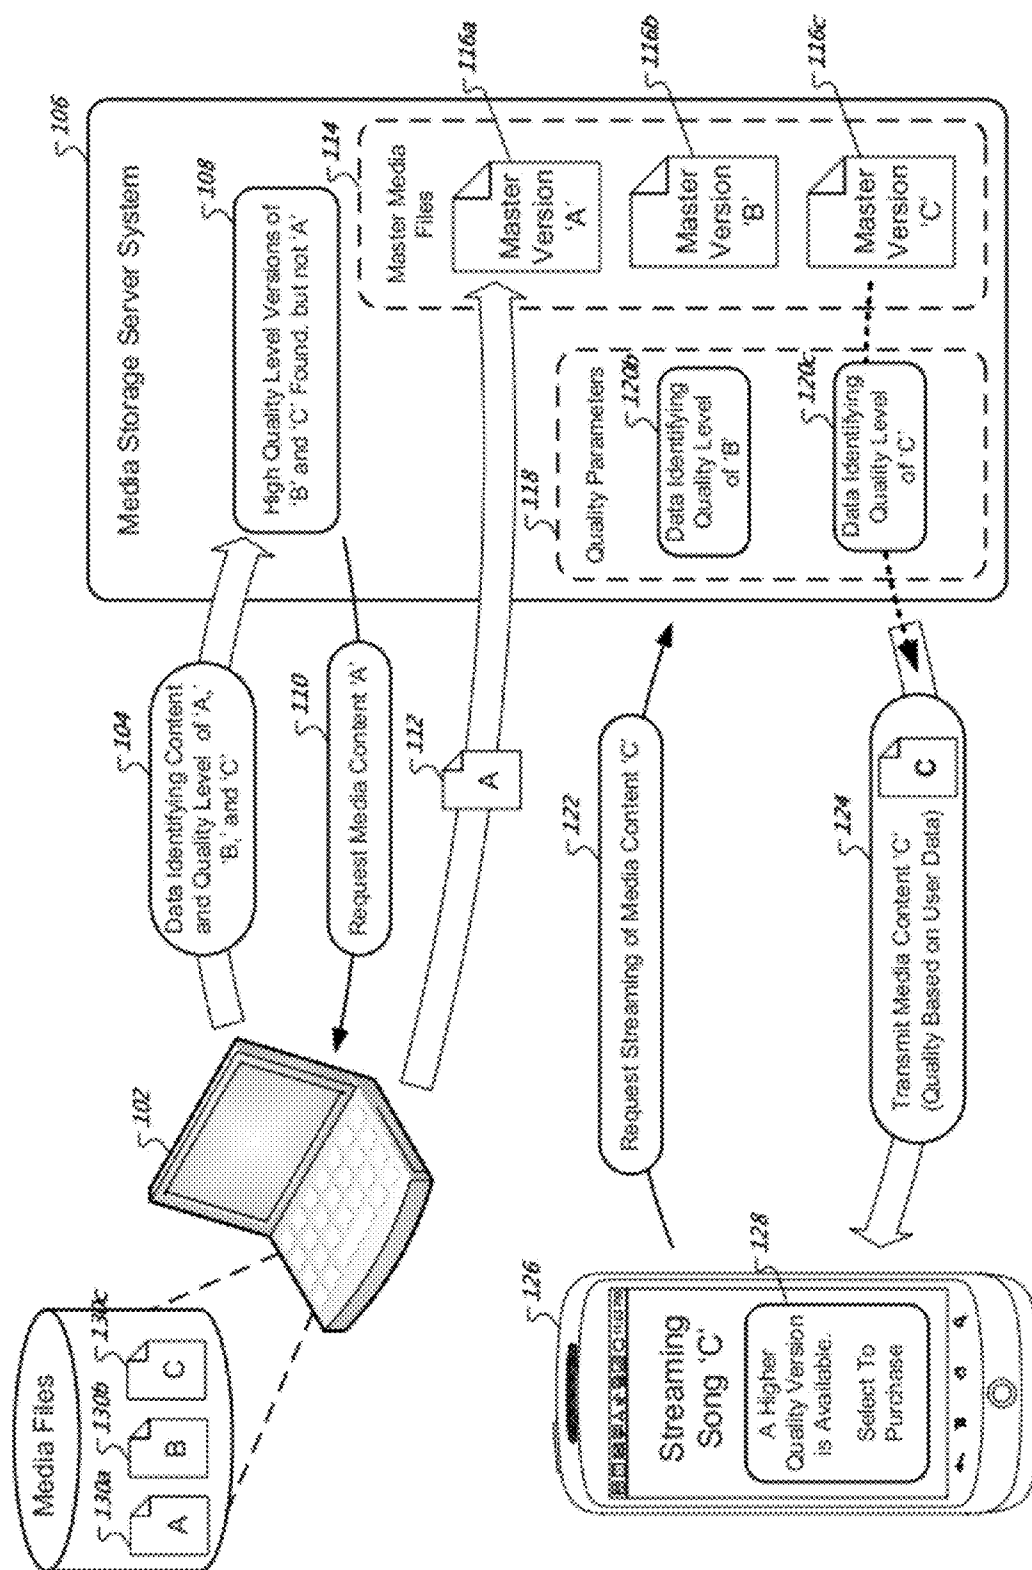 Media Files
130a
130b
130c
A
B
C
102
104
Data Identifying Content
and Quality Level of 'A,'
'B,' and 'C'
110
Request Media Content 'A'
112
A
106
Media Storage Server System
108
High Quality Level Versions of
'B' and 'C' Found, but not 'A'
114
Master Media
Files
116a
Master
Version
'A'
116b
Master
Version
'B'
116c
Master
Version
'C'
118
Quality Parameters
120b
Data Identifying
Quality Level
of 'B'
120c
Data Identifying
Quality Level
of 'C'
122
Request Streaming of Media Content 'C'
124
Transmit Media Content 'C'
(Quality Based on User Data)
C
126
Streaming
Song 'C'
128
A Higher
Quality Version
is Available.
Select To
Purchase